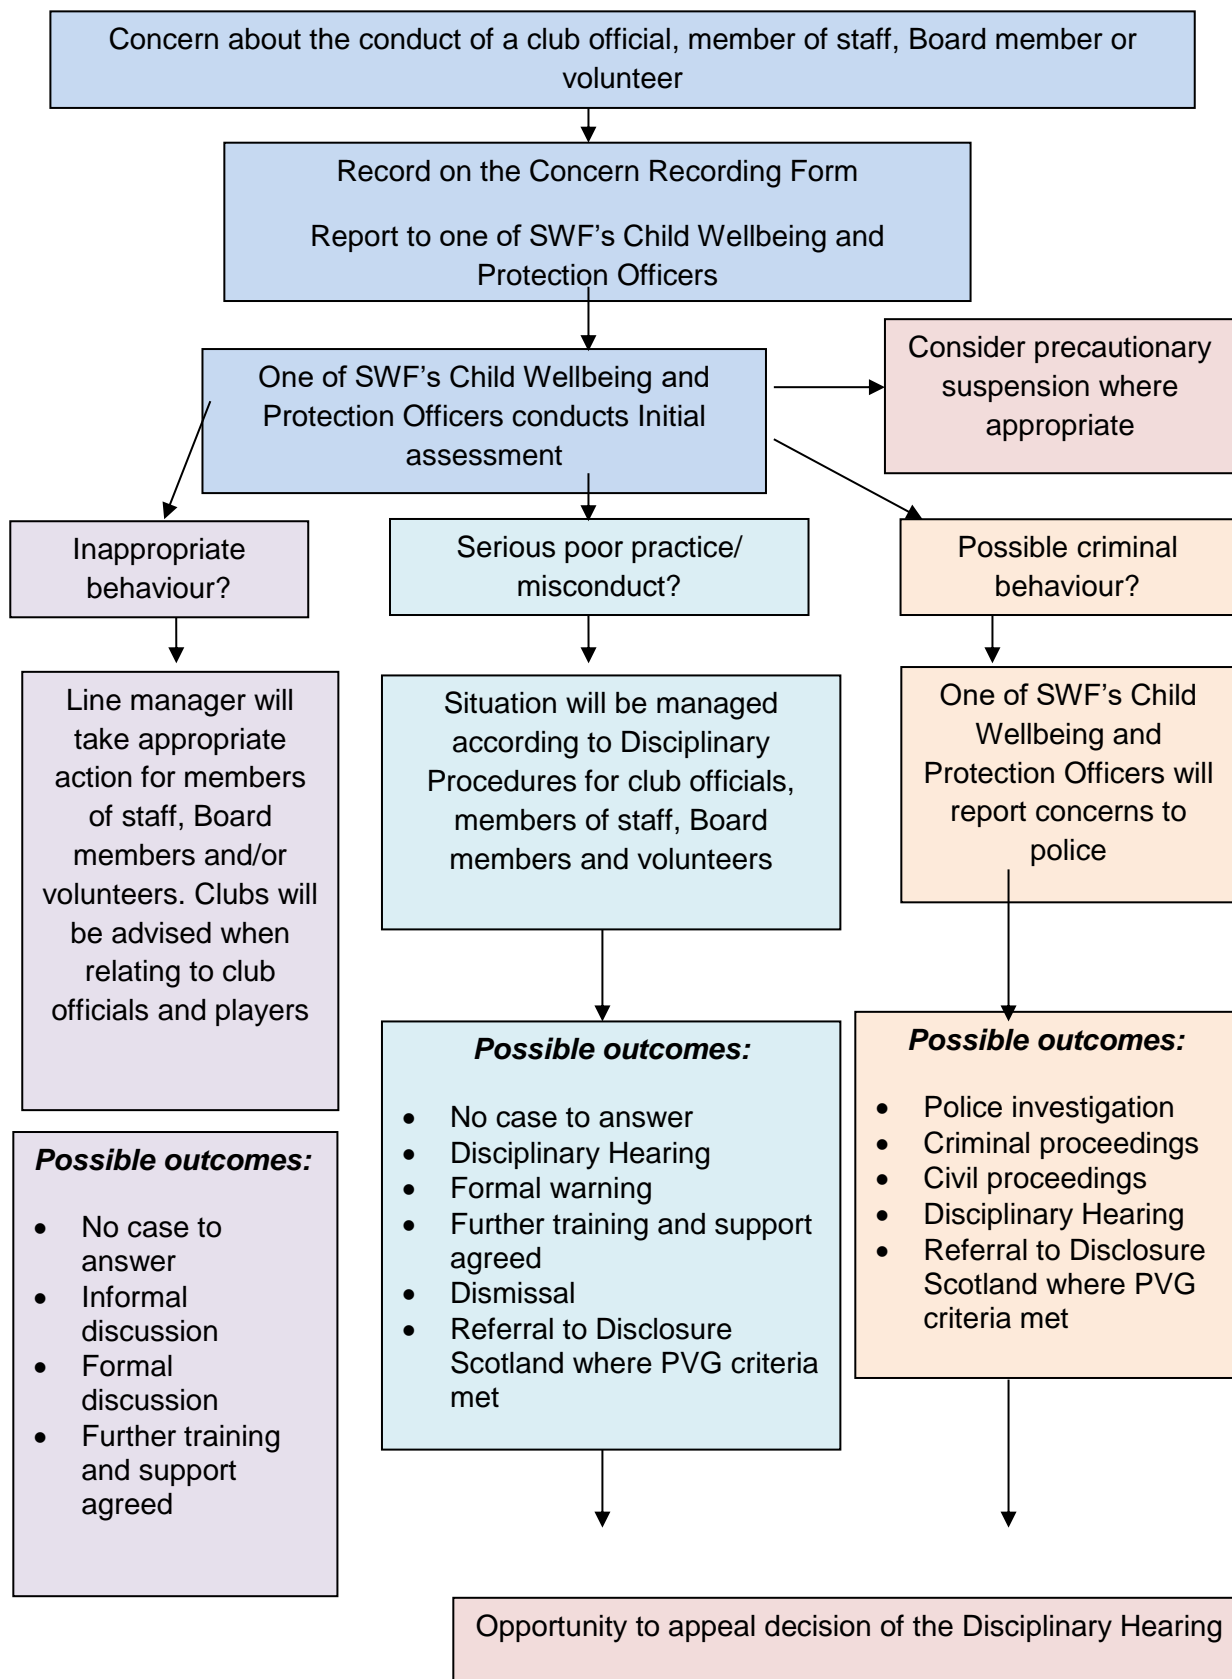 Concern about the conduct of a club official, member of staff, Board member or
volunteer
Record on the Concern Recording Form
Report to one of SWF’s Child Wellbeing and
Protection Officers
Consider precautionary
suspension where
appropriate
One of SWF’s Child Wellbeing and
Protection Officers conducts Initial
assessment
Inappropriate
behaviour?
Serious poor practice/
misconduct?
Possible criminal
behaviour?
Line manager will
take appropriate
action for members
of staff, Board
members and/or
volunteers. Clubs will
be advised when
relating to club
officials and players
Situation will be managed
according to Disciplinary
Procedures for club officials,
members of staff, Board
members and volunteers
One of SWF’s Child
Wellbeing and
Protection Officers will
report concerns to
police
Possible outcomes:
• No case to
answer
• Informal
discussion
• Formal
discussion
• Further training
and support
agreed
Possible outcomes:
• No case to answer
• Disciplinary Hearing
• Formal warning
• Further training and support
agreed
• Dismissal
• Referral to Disclosure
Scotland where PVG criteria
met
Possible outcomes:
• Police investigation
• Criminal proceedings
• Civil proceedings
• Disciplinary Hearing
• Referral to Disclosure
Scotland where PVG
criteria met
Opportunity to appeal decision of the Disciplinary Hearing